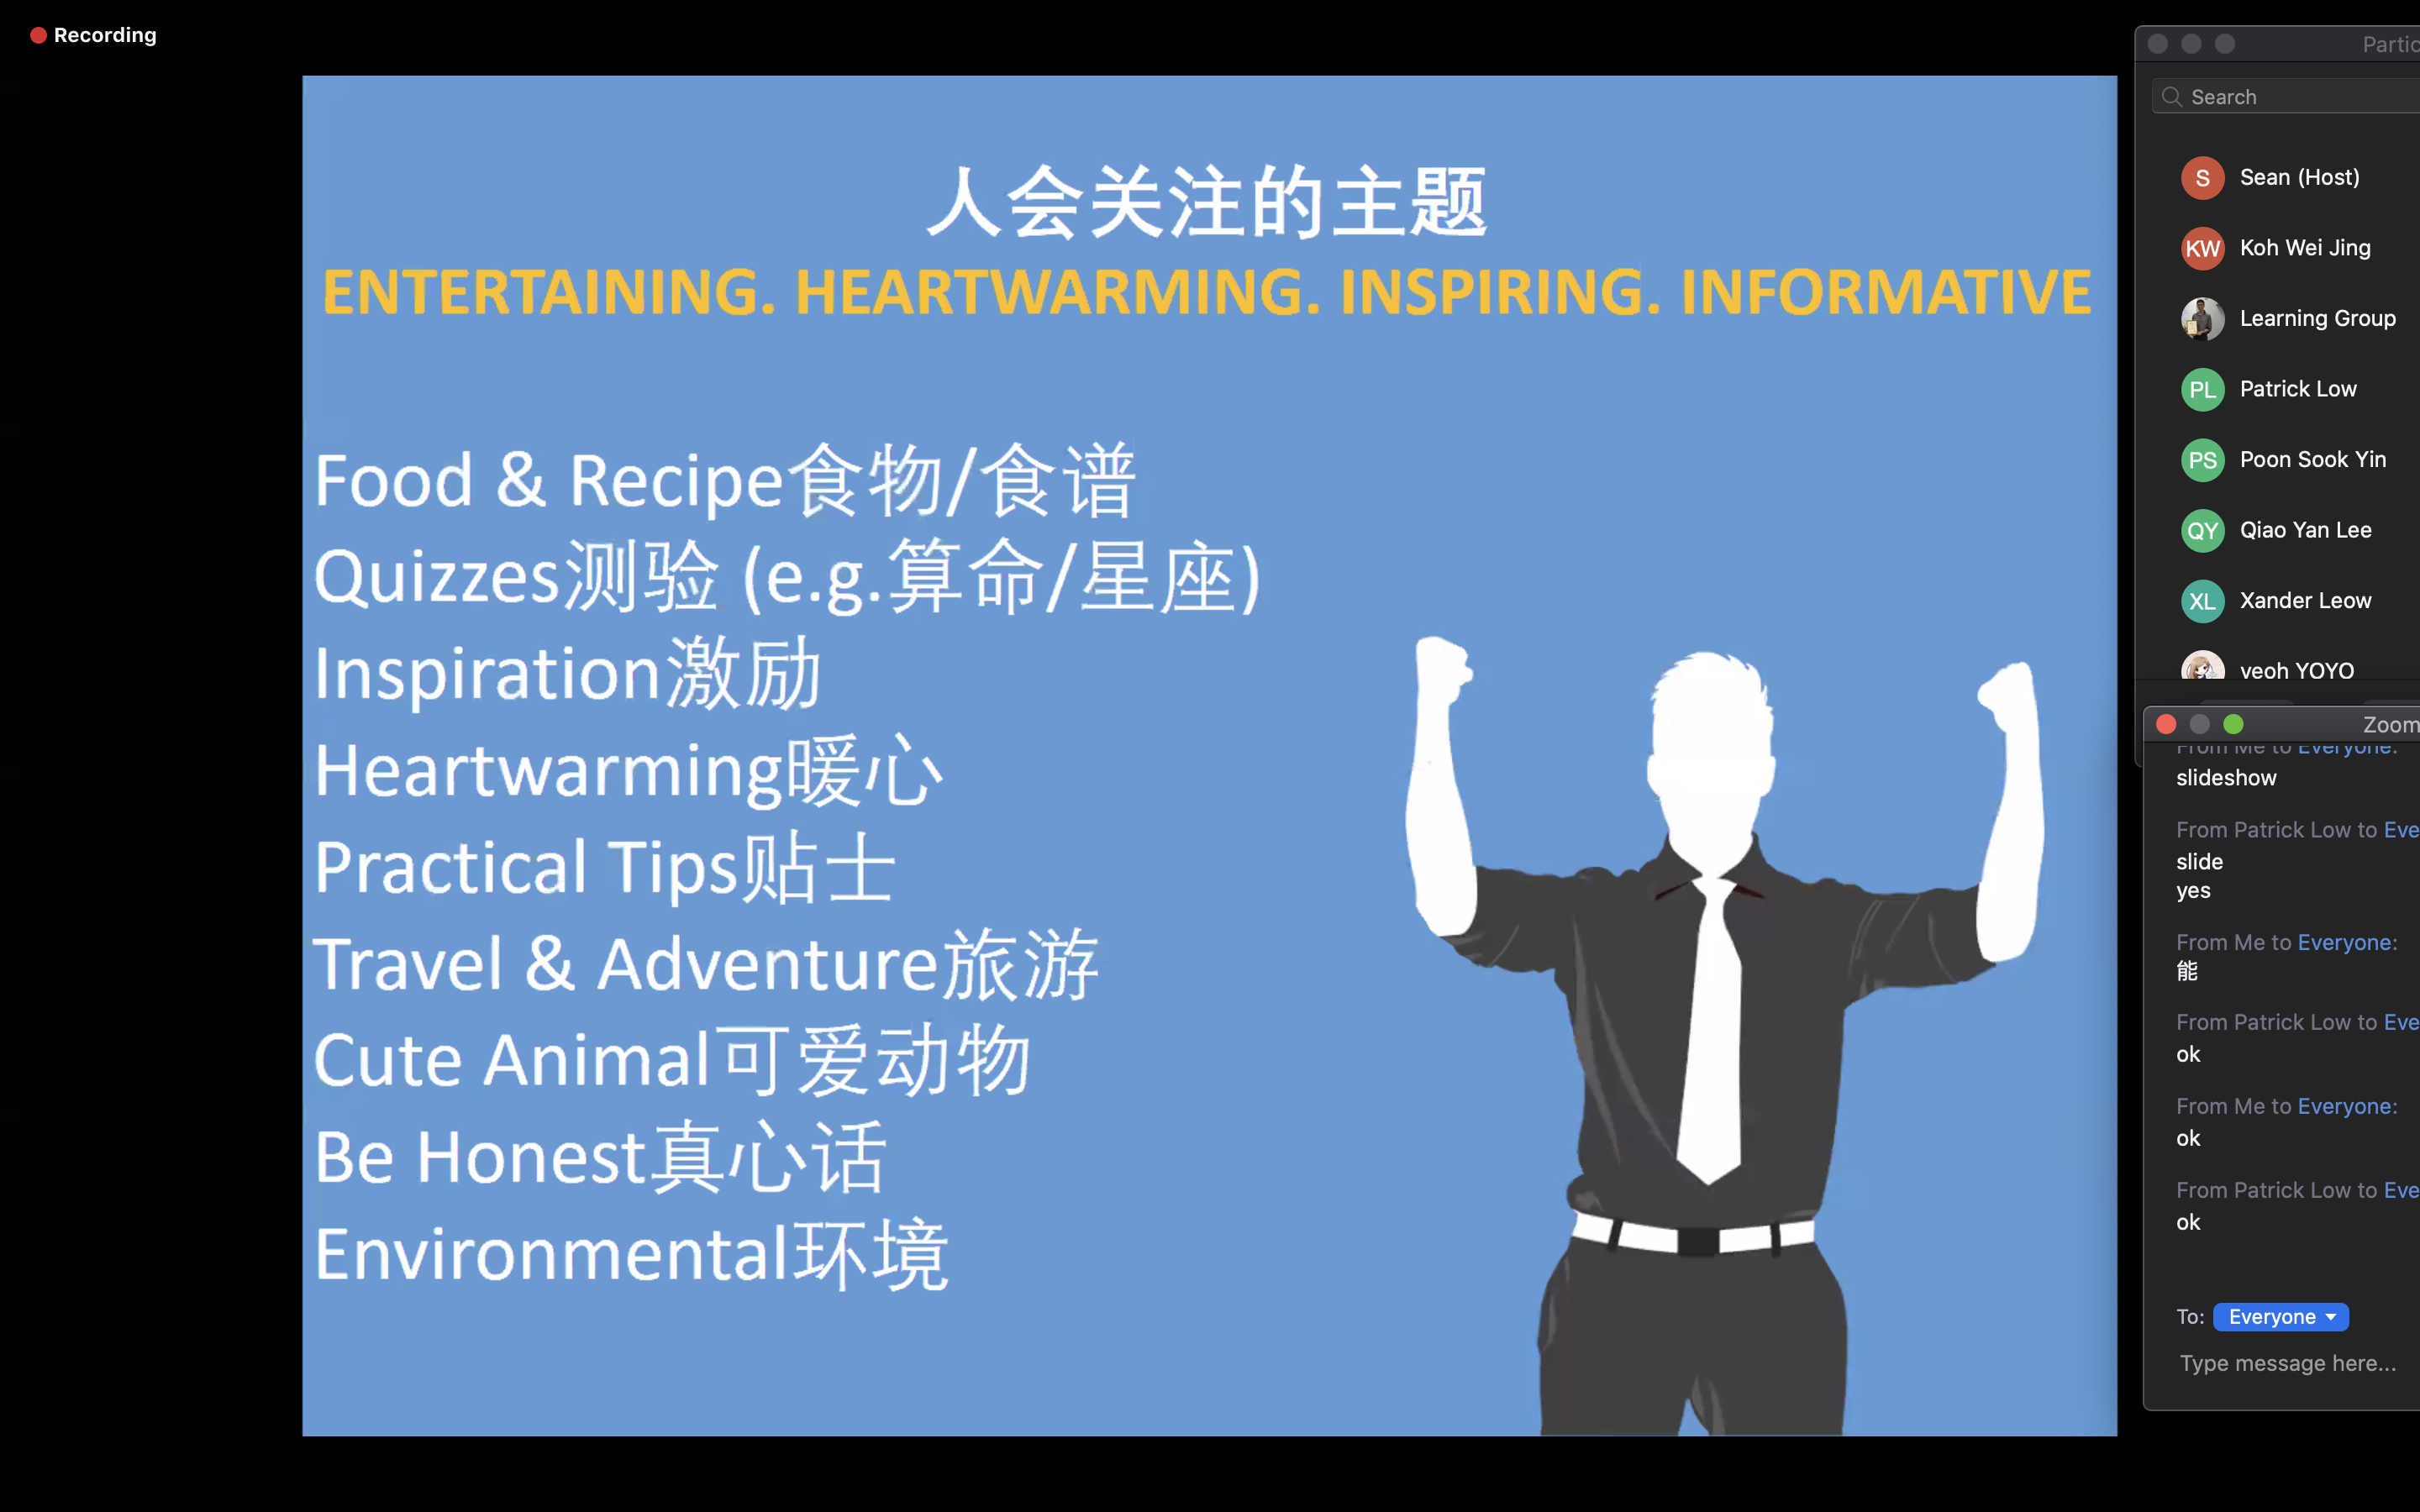 Recording
人会关注的主题
ENTERTAINING. HEARTWARMING. INSPIRING. INFORMATIVE
Food & Recipe食物/食谱
Quizzes测验 (e.g.算命/星座)
Inspiration激励
Heartwarming暖心
Practical Tips贴士
Travel & Adventure旅游
Cute Animal可爱动物
Be Honest真心话
Environmental环境
Partic
Search
S Sean (Host)
KW Koh Wei Jing
Learning Group
PL Patrick Low
PS Poon Sook Yin
QY Qiao Yan Lee
XL Xander Leow
yeoh YOYO
Zoom
From Me to Everyone:
slideshow
From Patrick Low to Eve
slide
yes
From Me to Everyone:
能
From Patrick Low to Eve
ok
From Me to Everyone:
ok
From Patrick Low to Eve
ok
To: Everyone
Type message here...